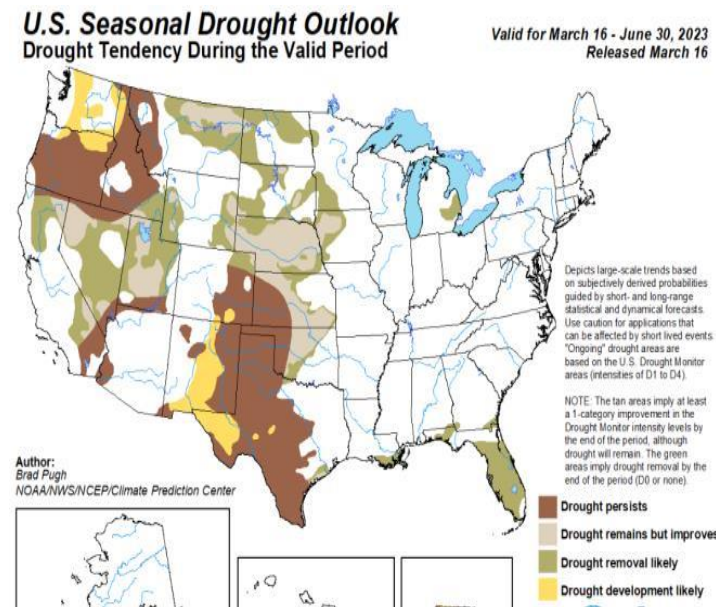 U.S. Seasonal Drought Outlook
Drought Tendency During the Valid Period
Valid for March 16 - June 30, 2023
Released March 16
Depicts large-scale trends based
on subjectively derived probabilities
guided by short- and long-range
statistical and dynamical forecasts.
Use caution for applications that
can be affected by short lived events.
"Ongoing" drought areas are
based on the U.S. Drought Monitor
areas (intensities of D1 to D4).
NOTE: The tan areas imply at least
a 1-category improvement in the
Drought Monitor intensity levels by
the end of the period, although
drought will remain. The green
areas imply drought removal by the
end of the period (D0 or none).
Author:
Brad Pugh
NOAA/NWS/NCEP/Climate Prediction Center
Drought persists
Drought remains but improves
Drought removal likely
Drought development likely